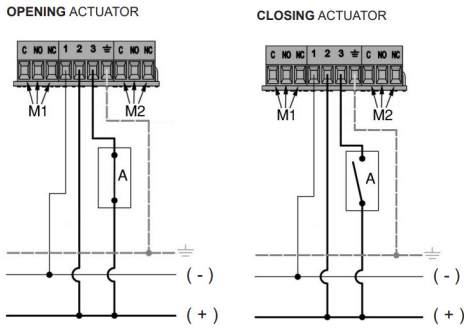 OPENING ACTUATOR
C NO NC 1 2 3 C NO NC
M1 M2
A
( - )
( + )
CLOSING ACTUATOR
C NO NC 1 2 3 C NO NC
M1 M2
A
( - )
( + )